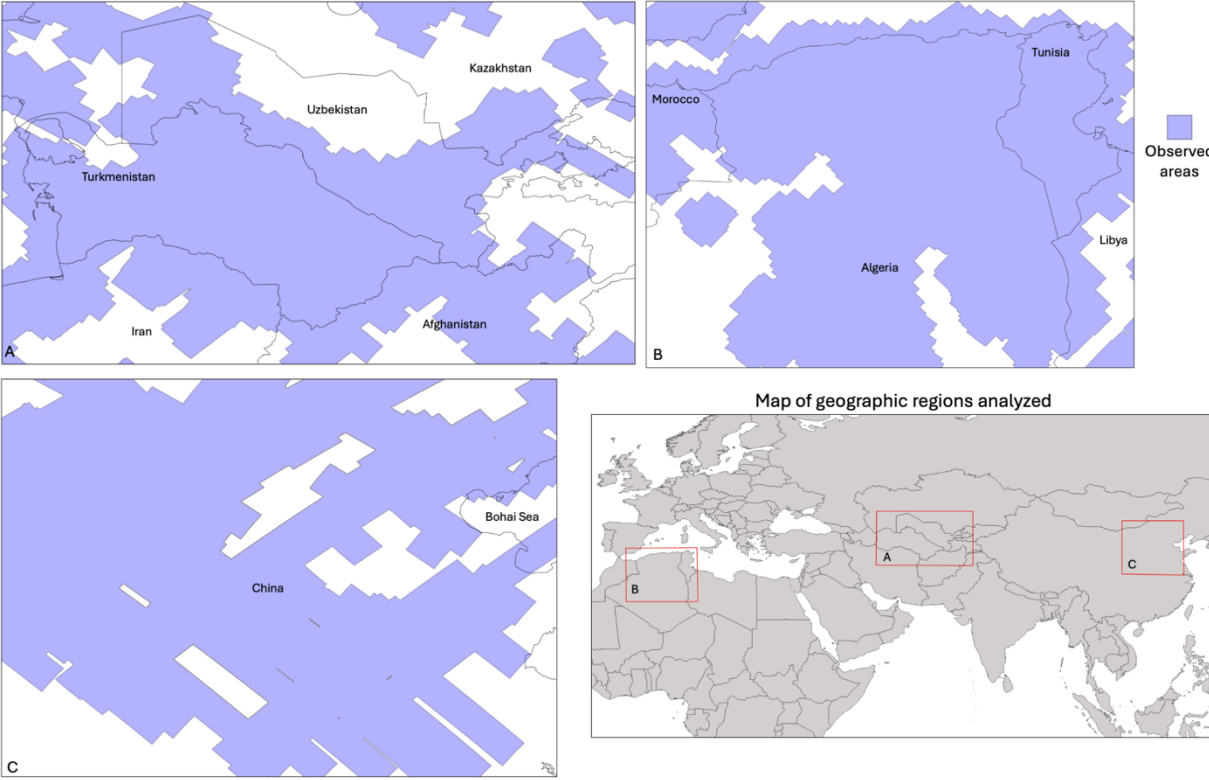 Kazakhstan
Uzbekistan
Turkmenistan
Iran
Afghanistan
A
Tunisia
Morocco
Algeria
Libya
B
Observed
areas
Bohai Sea
China
C
Map of geographic regions analyzed
A
B
C